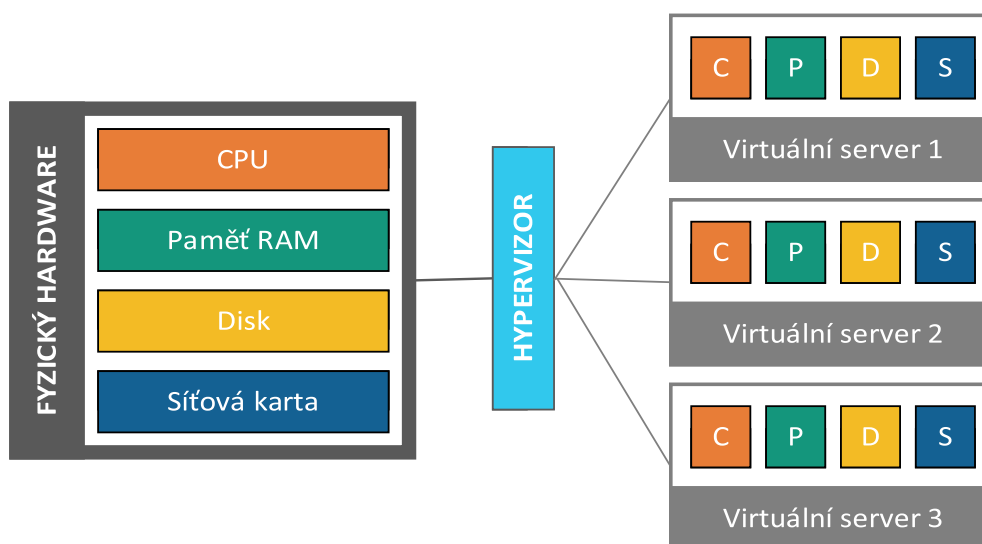 FYZICKÝ HARDWARE
CPU
Paměť RAM
Disk
Síťová karta
HYPERVIZOR
C P D S
Virtuální server 1
C P D S
Virtuální server 2
C P D S
Virtuální server 3